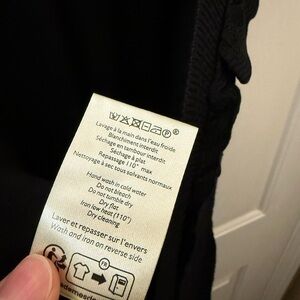 Lavage à la main dans l'eau froide
Blanchiment interdit
Séchage en tambour interdit
Séchage à plat
Repassage 110° max
Nettoyage à sec tous solvants normaux
Hand wash in cold water
Do not bleach
Do not tumble dry
Dry flat
Iron low heat (110°)
Dry cleaning
Laver et repasser sur l'envers
Wash and iron on reverse side
FR